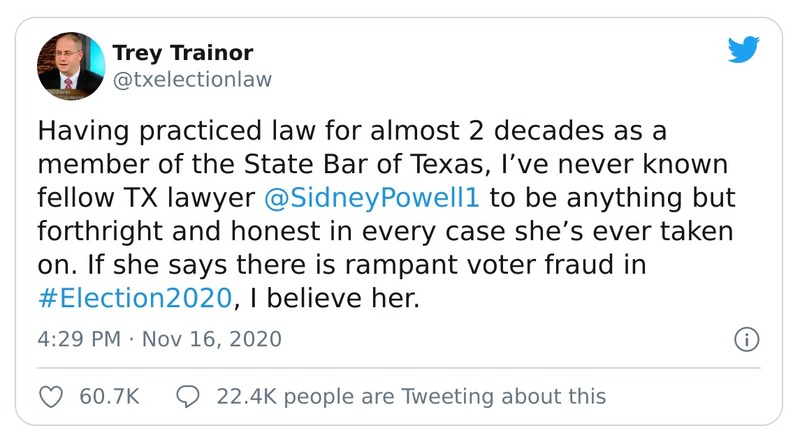 Trey Trainor
@txelectionlaw
Having practiced law for almost 2 decades as a
member of the State Bar of Texas, I’ve never known
fellow TX lawyer @SidneyPowell1 to be anything but
forthright and honest in every case she’s ever taken
on. If she says there is rampant voter fraud in
#Election2020, I believe her.
4:29 PM · Nov 16, 2020
60.7K 22.4K people are Tweeting about this